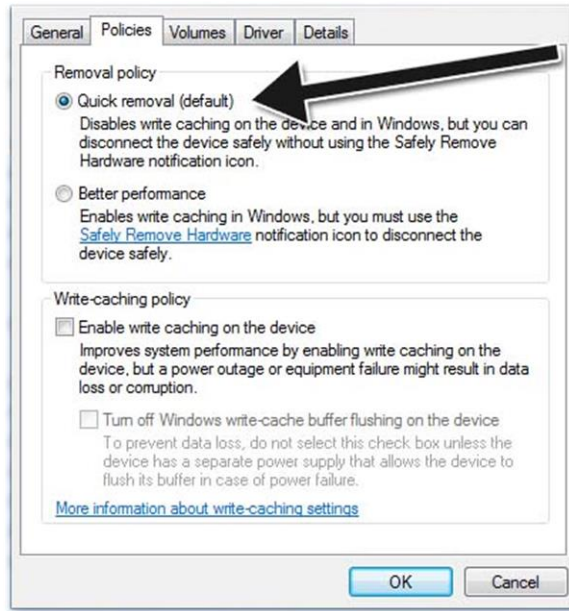 General Policies Volumes Driver Details
Removal policy
Quick removal (default)
Disables write caching on the device and in Windows, but you can
disconnect the device safely without using the Safely Remove
Hardware notification icon.
Better performance
Enables write caching in Windows, but you must use the
Safely Remove Hardware notification icon to disconnect the
device safely.
Write-caching policy
Enable write caching on the device
Improves system performance by enabling write caching on the
device, but a power outage or equipment failure might result in data
loss or corruption.
Turn off Windows write-cache buffer flushing on the device
To prevent data loss, do not select this check box unless the
device has a separate power supply that allows the device to
flush its buffer in case of power failure.
More information about write-caching settings
OK Cancel